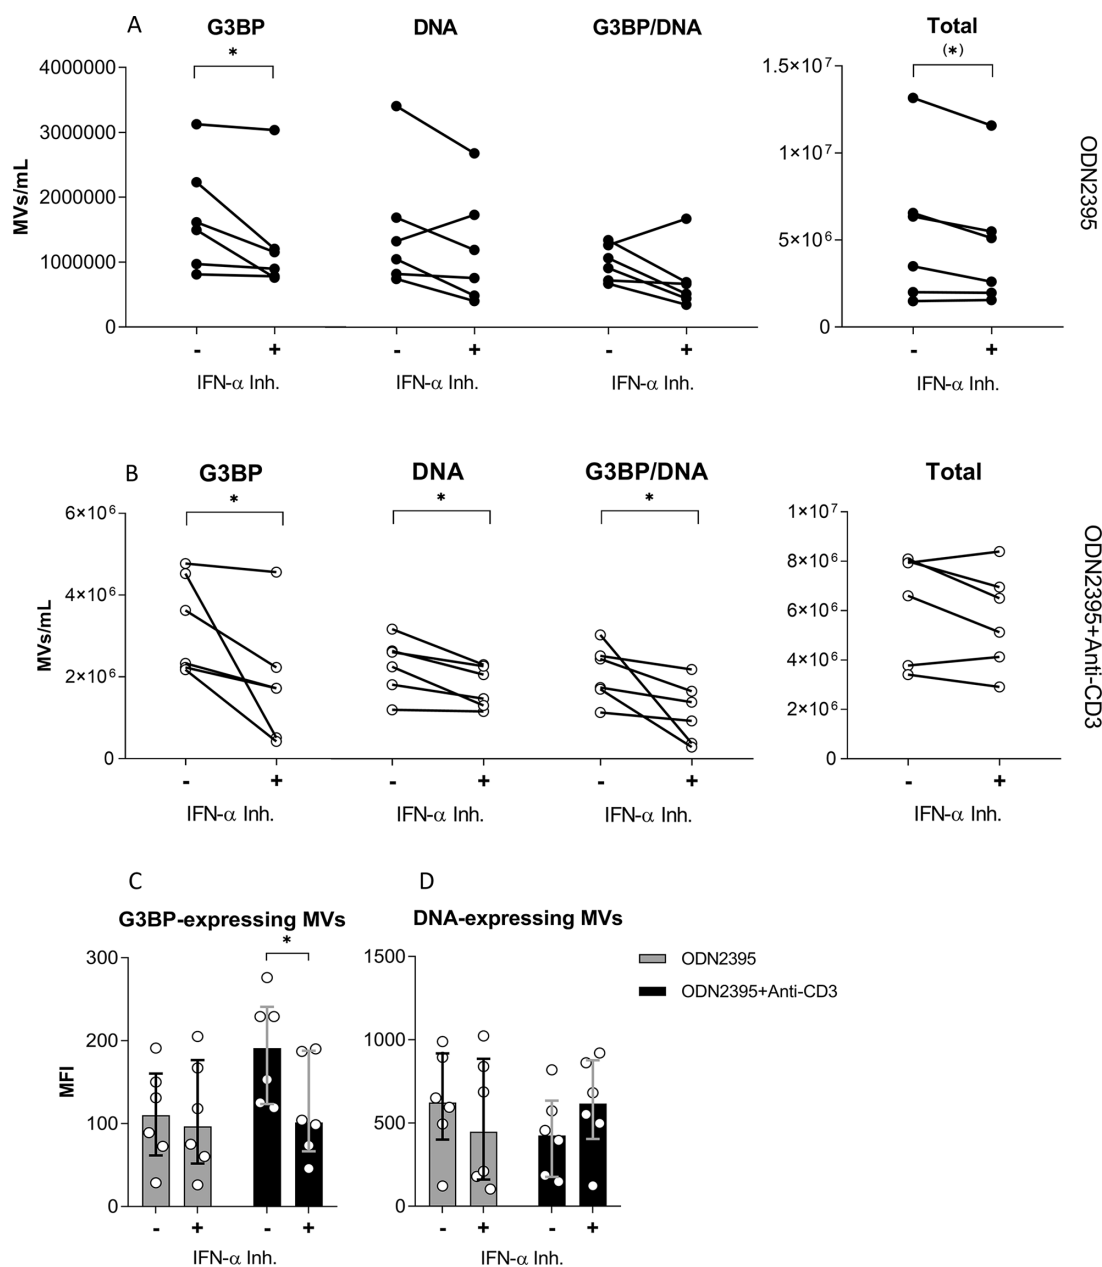 A
G3BP
DNA
G3BP/DNA
Total
*
(*)
4000000
3000000
2000000
1000000
0
MVs/mL
1.5×10⁷
1×10⁷
5×10⁶
0
ODN2395
- + - + - + - +
IFN-α Inh. IFN-α Inh. IFN-α Inh. IFN-α Inh.
B
G3BP
DNA
G3BP/DNA
Total
* * *
6×10⁶
4×10⁶
2×10⁶
0
MVs/mL
1×10⁷
8×10⁶
6×10⁶
4×10⁶
2×10⁶
0
ODN2395+Anti-CD3
- + - + - + - +
IFN-α Inh. IFN-α Inh. IFN-α Inh. IFN-α Inh.
C
G3BP-expressing MVs
*
300
200
100
0
MFI
- + - +
IFN-α Inh.
D
DNA-expressing MVs
1500
1000
500
0
- + - +
IFN-α Inh.
ODN2395
ODN2395+Anti-CD3